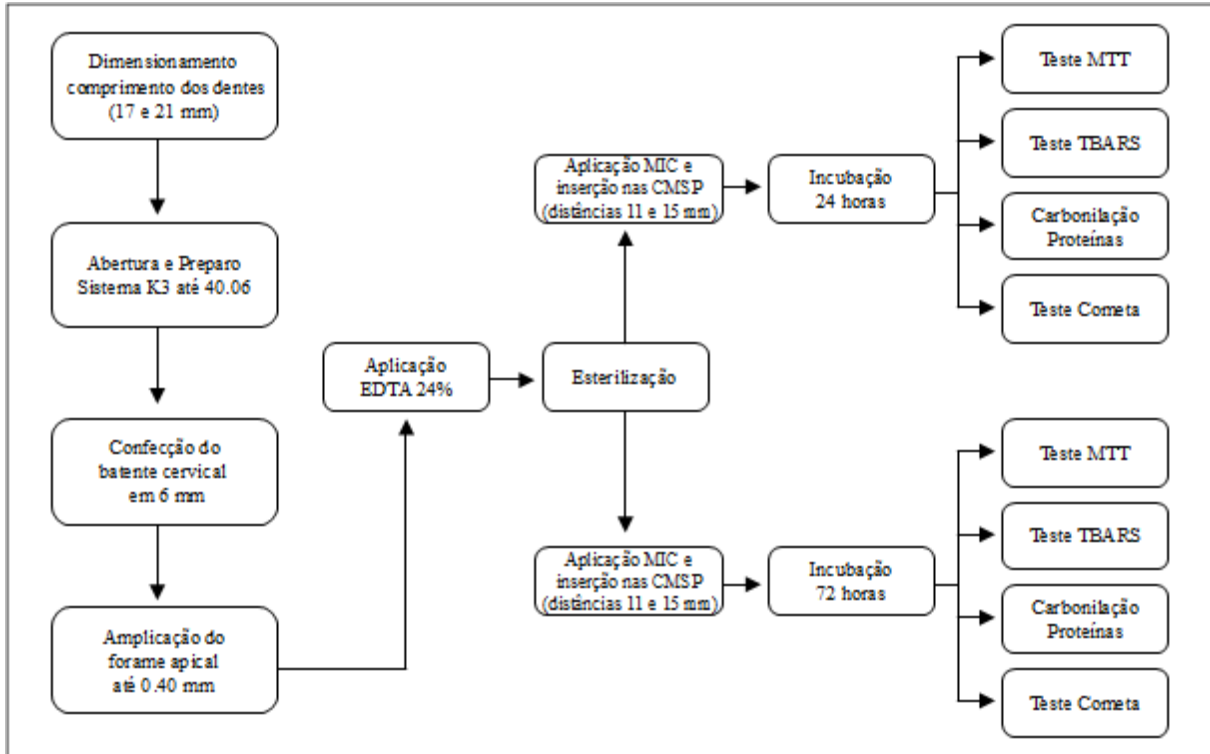 Dimensionamento
comprimento dos dentes
(17 e 21 mm)
Abertura e Preparo
Sistema K3 até 40.06
Confecção do
batente cervical
em 6 mm
Amplicação do
forame apical
até 0.40 mm
Aplicação
EDTA 24%
Esterilização
Aplicação MIC e
inserção nas CMSP
(distâncias 11 e 15 mm)
Incubação
24 horas
Teste MTT
Teste TBARS
Carbonilação
Proteínas
Teste Cometa
Aplicação MIC e
inserção nas CMSP
(distâncias 11 e 15 mm)
Incubação
72 horas
Teste MTT
Teste TBARS
Carbonilação
Proteínas
Teste Cometa